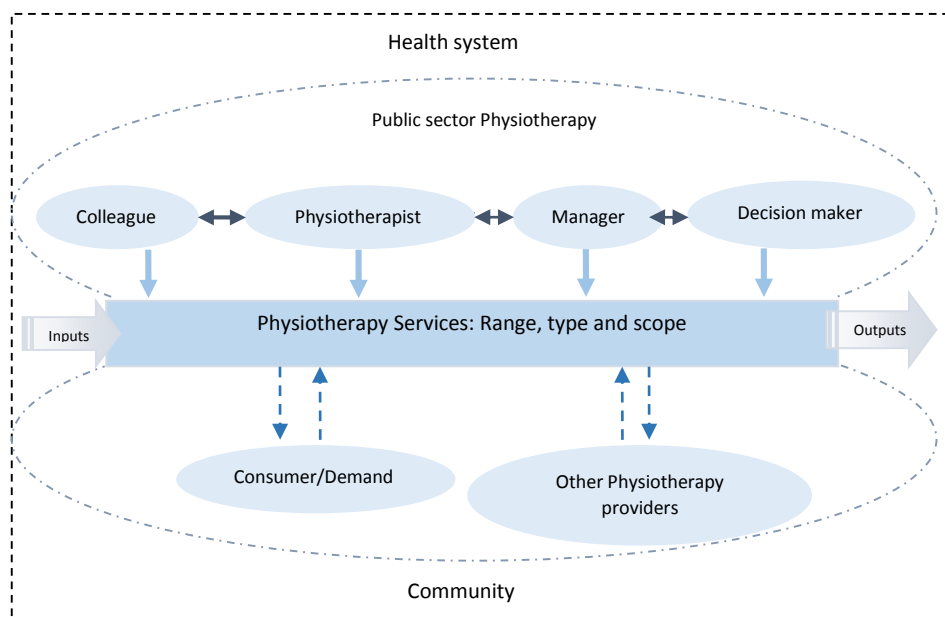 Health system
Public sector Physiotherapy
Colleague
Physiotherapist
Manager
Decision maker
Physiotherapy Services: Range, type and scope
Inputs
Outputs
Consumer/Demand
Other Physiotherapy
providers
Community